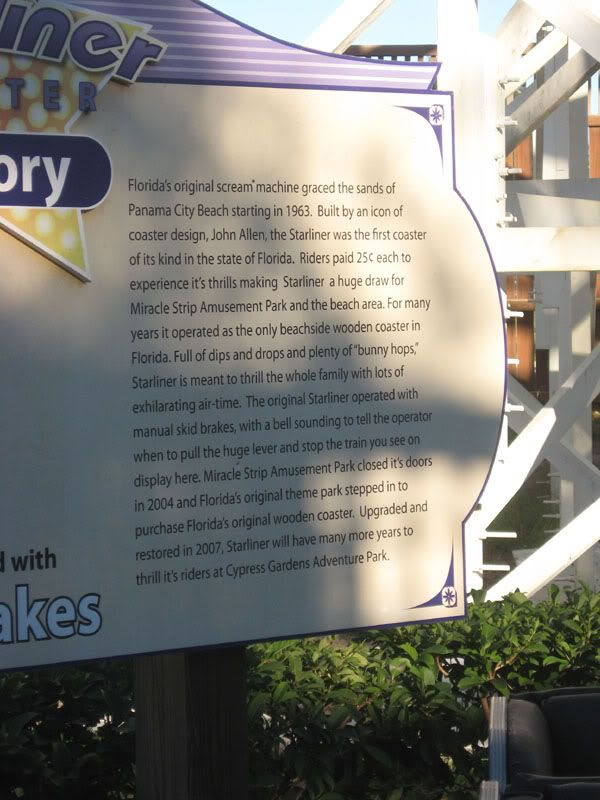 iner
TER
ory
Florida's original scream machine graced the sands of
Panama City Beach starting in 1963. Built by an icon of
coaster design, John Allen, the Starliner was the first coaster
of its kind in the state of Florida. Riders paid 25¢ each to
experience it's thrills making Starliner a huge draw for
Miracle Strip Amusement Park and the beach area. For many
years it operated as the only beachside wooden coaster in
Florida. Full of dips and drops and plenty of "bunny hops,"
Starliner is meant to thrill the whole family with lots of
exhilarating air-time. The original Starliner operated with
manual skid brakes, with a bell sounding to tell the operator
when to pull the huge lever and stop the train you see on
display here. Miracle Strip Amusement Park closed it's doors
in 2004 and Florida's original theme park stepped in to
purchase Florida's original wooden coaster. Upgraded and
restored in 2007, Starliner will have many more years to
thrill it's riders at Cypress Gardens Adventure Park.
d with
akes